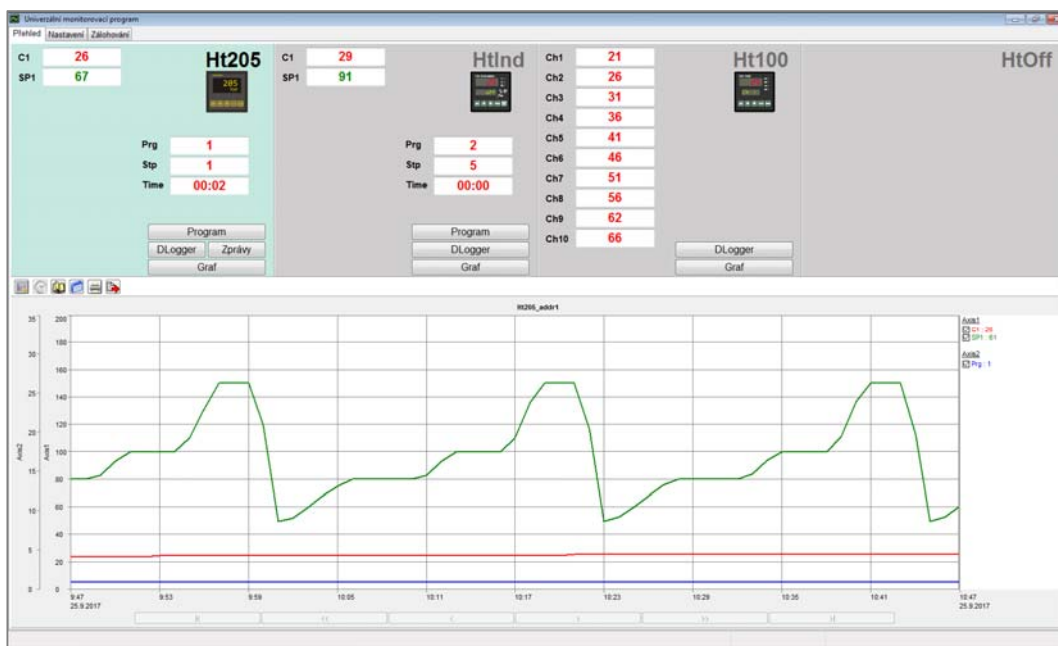 Univerzální monitorovací program
Přehled Nastavení Zálohování
C1 26 Ht205
SP1 67
Prg 1
Stp 1
Time 00:02
Program
DLogger Zprávy
Graf
C1 29 HtInd
SP1 91
Prg 2
Stp 5
Time 00:00
Program
DLogger
Graf
Ch1 21 Ht100
Ch2 26
Ch3 31
Ch4 36
Ch5 41
Ch6 46
Ch7 51
Ch8 56
Ch9 62
Ch10 66
DLogger
Graf
HtOff
Ht205_addr1
35 200
180
30
160
25
140
120
20
100
15
80
10
60
40
5
20
0 0
Axis2 Axis1
9:47 9:53 9:59 10:05 10:11 10:17 10:23 10:29 10:35 10:41 10:47
25.9.2017 25.9.2017
Axis1
C1 : 26
SP1 : 61
Axis2
Prg : 1